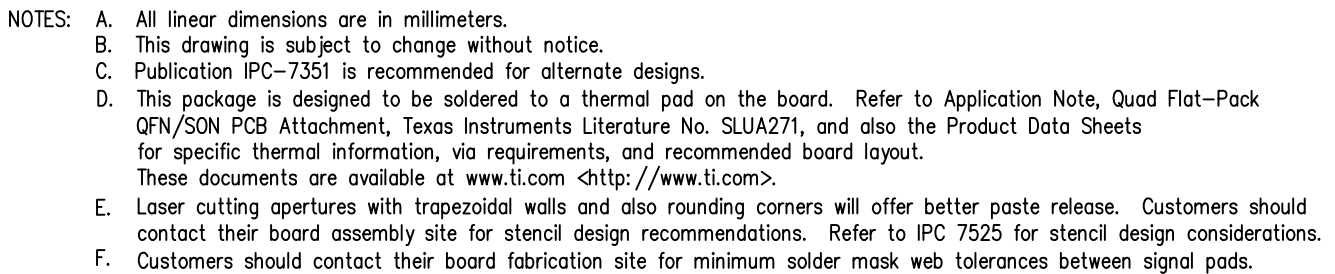 NOTES: A. All linear dimensions are in millimeters.
B. This drawing is subject to change without notice.
C. Publication IPC-7351 is recommended for alternate designs.
D. This package is designed to be soldered to a thermal pad on the board. Refer to Application Note, Quad Flat-Pack
QFN/SON PCB Attachment, Texas Instruments Literature No. SLUA271, and also the Product Data Sheets
for specific thermal information, via requirements, and recommended board layout.
These documents are available at www.ti.com <http://www.ti.com>.
E. Laser cutting apertures with trapezoidal walls and also rounding corners will offer better paste release. Customers should
contact their board assembly site for stencil design recommendations. Refer to IPC 7525 for stencil design considerations.
F. Customers should contact their board fabrication site for minimum solder mask web tolerances between signal pads.